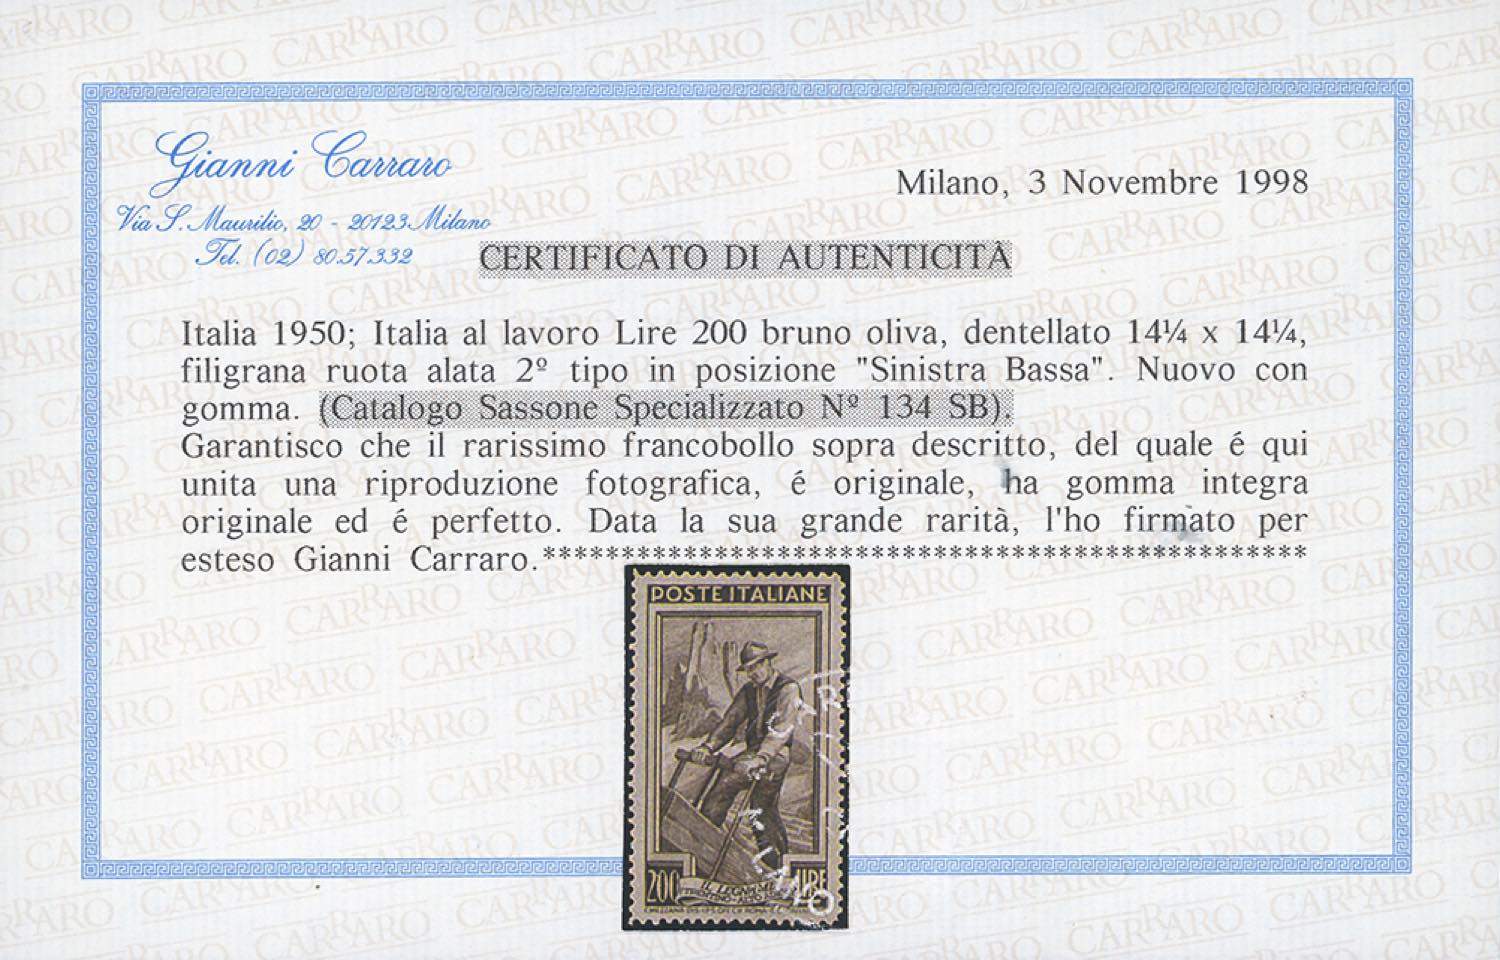 Gianni Carraro
Via S. Maurilio, 20 - 20123 Milano
Tel. (02) 80.57.332
Milano, 3 Novembre 1998
CERTIFICATO DI AUTENTICITÀ
Italia 1950; Italia al lavoro Lire 200 bruno oliva, dentellato 14¼ x 14¼,
filigrana ruota alata 2º tipo in posizione "Sinistra Bassa". Nuovo con
gomma. (Catalogo Sassone Specializzato Nº 134 SB).
Garantisco che il rarissimo francobollo sopra descritto, del quale é qui
unita una riproduzione fotografica, é originale, ha gomma integra
originale ed é perfetto. Data la sua grande rarità, l'ho firmato per
esteso Gianni Carraro.*************************************************
POSTE ITALIANE
200 IL LEGNAME LIRE